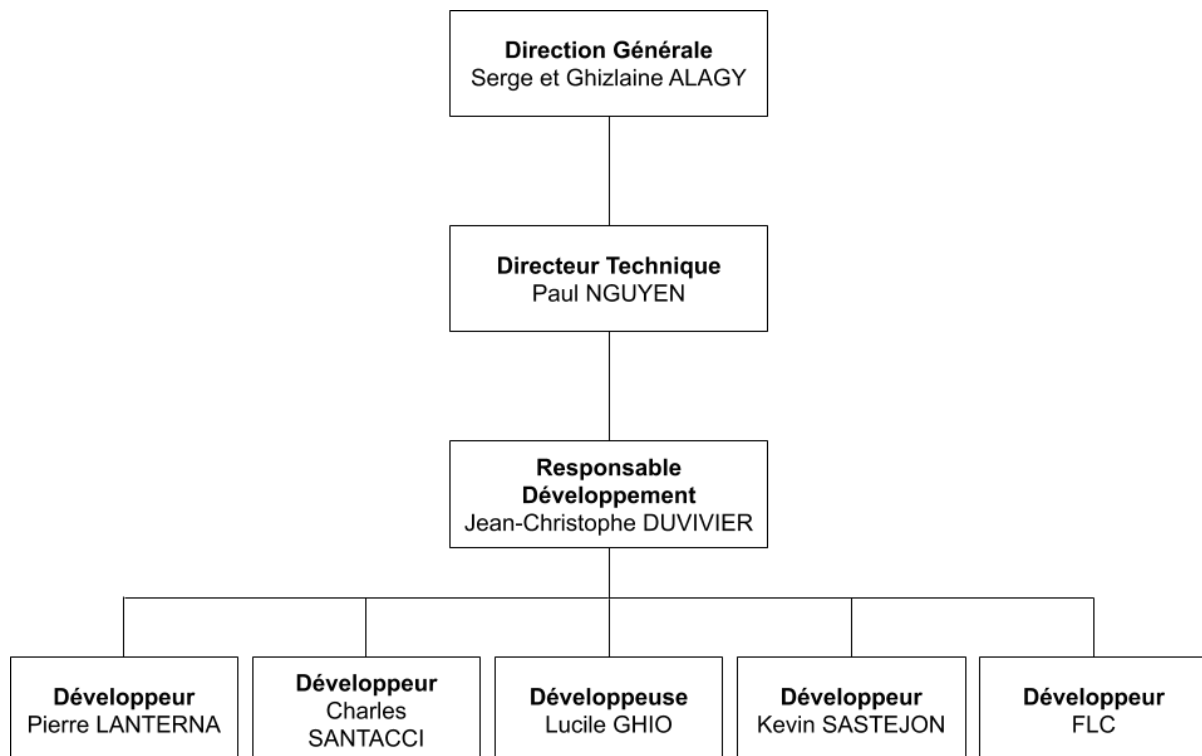 Direction Générale
Serge et Ghizlaine ALAGY
Directeur Technique
Paul NGUYEN
Responsable
Développement
Jean-Christophe DUVIVIER
Développeur
Pierre LANTERNA
Développeur
Charles
SANTACCI
Développeuse
Lucile GHIO
Développeur
Kevin SASTEJON
Développeur
FLC